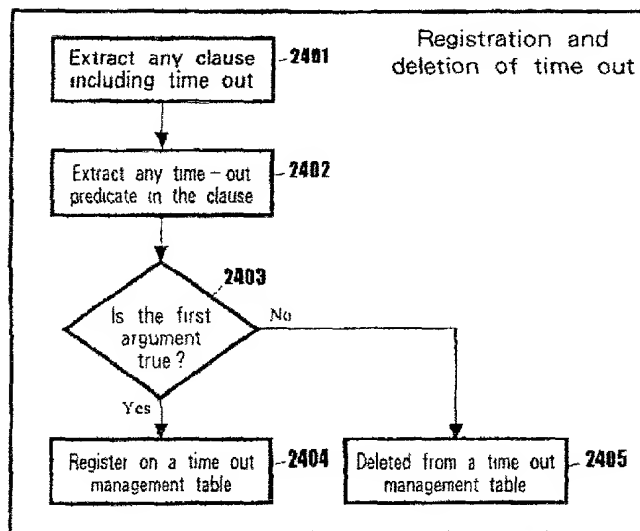 Registration and
deletion of time out
Extract any clause
including time out
2401
Extract any time-out
predicate in the clause
2402
2403
Is the first
argument
true?
No
Yes
Register on a time out
management table
2404
Deleted from a time out
management table
2405